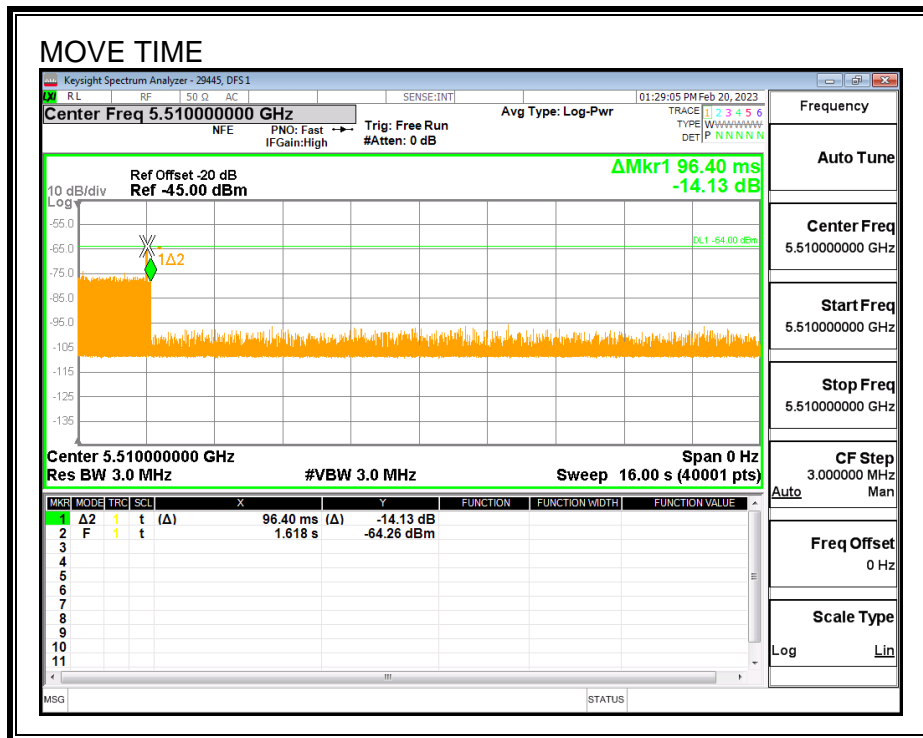 MOVE TIME
Keysight Spectrum Analyzer - 29445, DFS 1
LXI RL RF 50 Ω AC SENSE:INT 01:29:05 PM Feb 20, 2023
Center Freq 5.510000000 GHz
NFE
PNO: Fast
IFGain:High
Trig: Free Run
#Atten: 0 dB
Avg Type: Log-Pwr
TRACE 1 2 3 4 5 6
TYPE WWWWWW
DET P N N N N N
Ref Offset -20 dB
10 dB/div Ref -45.00 dBm
Log
ΔMkr1 96.40 ms
-14.13 dB
-55.0
-65.0
-75.0
-85.0
-95.0
-105
-115
-125
-135
DL1 -64.00 dBm
1Δ2
Center 5.510000000 GHz Span 0 Hz
Res BW 3.0 MHz #VBW 3.0 MHz Sweep 16.00 s (40001 pts)
MKR MODE TRC SCL X Y FUNCTION FUNCTION WIDTH FUNCTION VALUE
1 Δ2 1 t (Δ) 96.40 ms (Δ) -14.13 dB
2 F 1 t 1.618 s -64.26 dBm
3
4
5
6
7
8
9
10
11
MSG STATUS
Frequency
Auto Tune
Center Freq
5.510000000 GHz
Start Freq
5.510000000 GHz
Stop Freq
5.510000000 GHz
CF Step
3.000000 MHz
Auto Man
Freq Offset
0 Hz
Scale Type
Log Lin